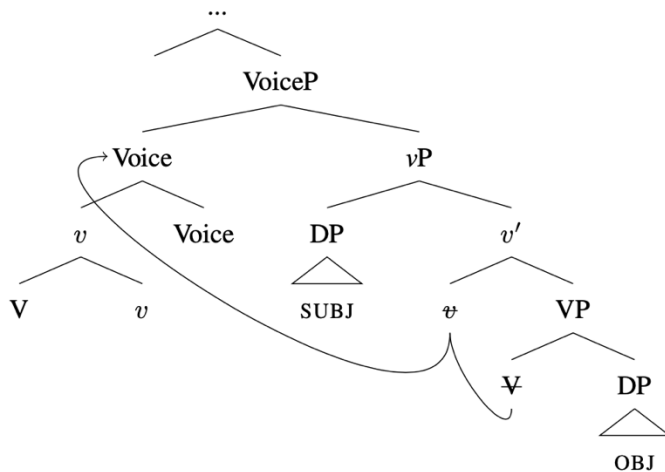 ...
VoiceP
Voice vP
v Voice DP v′
V v SUBJ v VP
V DP
OBJ